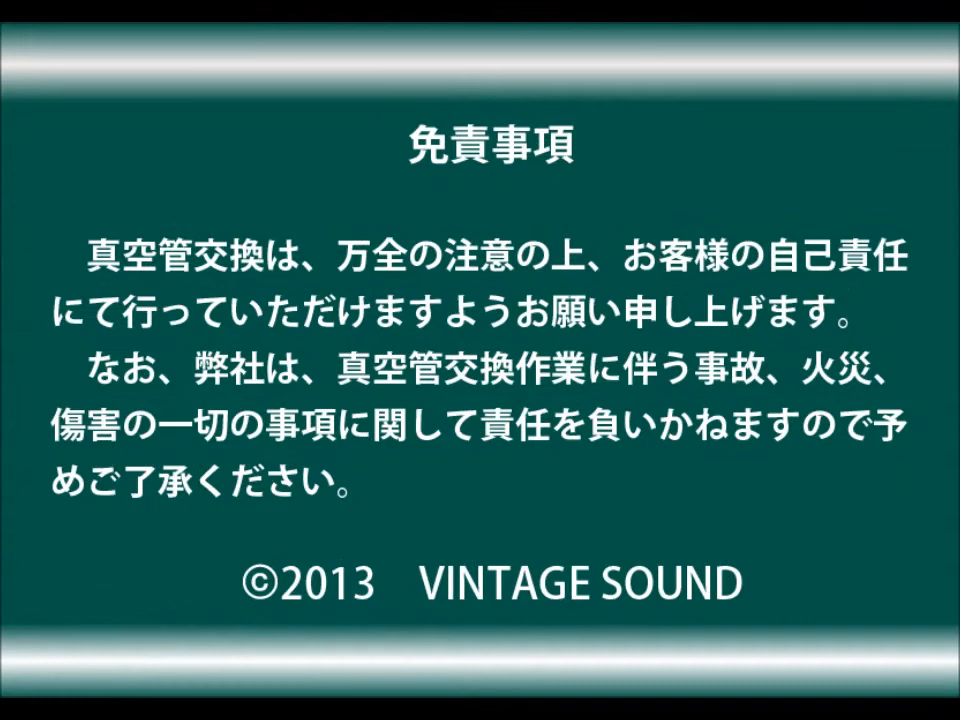 免責事項
　真空管交換は、万全の注意の上、お客様の自己責任
にて行っていただけますようお願い申し上げます。
　なお、弊社は、真空管交換作業に伴う事故、火災、
傷害の一切の事項に関して責任を負いかねますので予
めご了承ください。
©2013　VINTAGE SOUND